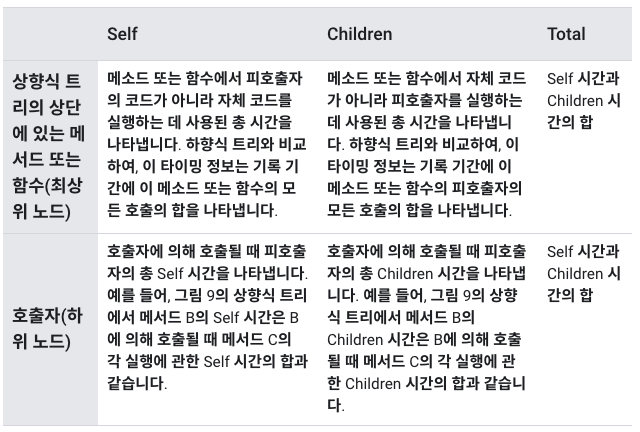 Self Children Total
상향식 트
리의 상단
에 있는 메
서드 또는
함수(최상
위 노드)
메소드 또는 함수에서 피호출자
의 코드가 아니라 자체 코드를
실행하는 데 사용된 총 시간을
나타냅니다. 하향식 트리와 비교
하여, 이 타이밍 정보는 기록 기
간에 이 메소드 또는 함수의 모
든 호출의 합을 나타냅니다.
메소드 또는 함수에서 자체 코드
가 아니라 피호출자를 실행하는
데 사용된 총 시간을 나타냅니
다. 하향식 트리와 비교하여, 이
타이밍 정보는 기록 기간에 이
메소드 또는 함수의 피호출자의
모든 호출의 합을 나타냅니다.
Self 시간과
Children 시
간의 합
호출자(하
위 노드)
호출자에 의해 호출될 때 피호출
자의 총 Self 시간을 나타냅니다.
예를 들어, 그림 9의 상향식 트리
에서 메서드 B의 Self 시간은 B
에 의해 호출될 때 메서드 C의
각 실행에 관한 Self 시간의 합과
같습니다.
호출자에 의해 호출될 때 피호출
자의 총 Children 시간을 나타냅
니다. 예를 들어, 그림 9의 상향
식 트리에서 메서드 B의
Children 시간은 B에 의해 호출
될 때 메서드 C의 각 실행에 관
한 Children 시간의 합과 같습니
다.
Self 시간과
Children 시
간의 합